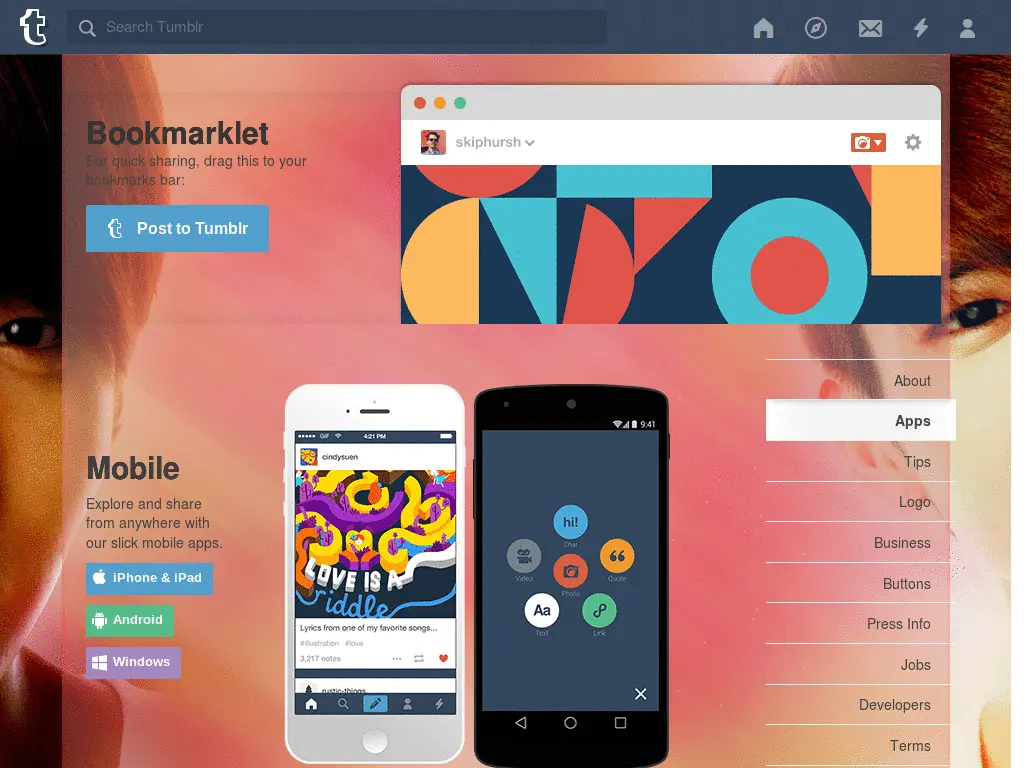 Search Tumblr
Bookmarklet
For quick sharing, drag this to your
bookmarks bar:
Post to Tumblr
skiphursh
About
Apps
Tips
Logo
Business
Buttons
Press Info
Jobs
Developers
Terms
Mobile
Explore and share
from anywhere with
our slick mobile apps.
iPhone & iPad
Android
Windows
GIF
4:21 PM
cindysuen
LOVE IS A
riddle
Lyrics from one of my favorite songs...
#illustration #love
3,217 notes
rustic-things
9:41
hi!
Chat
Video
Quote
Photo
Aa
Text
Link